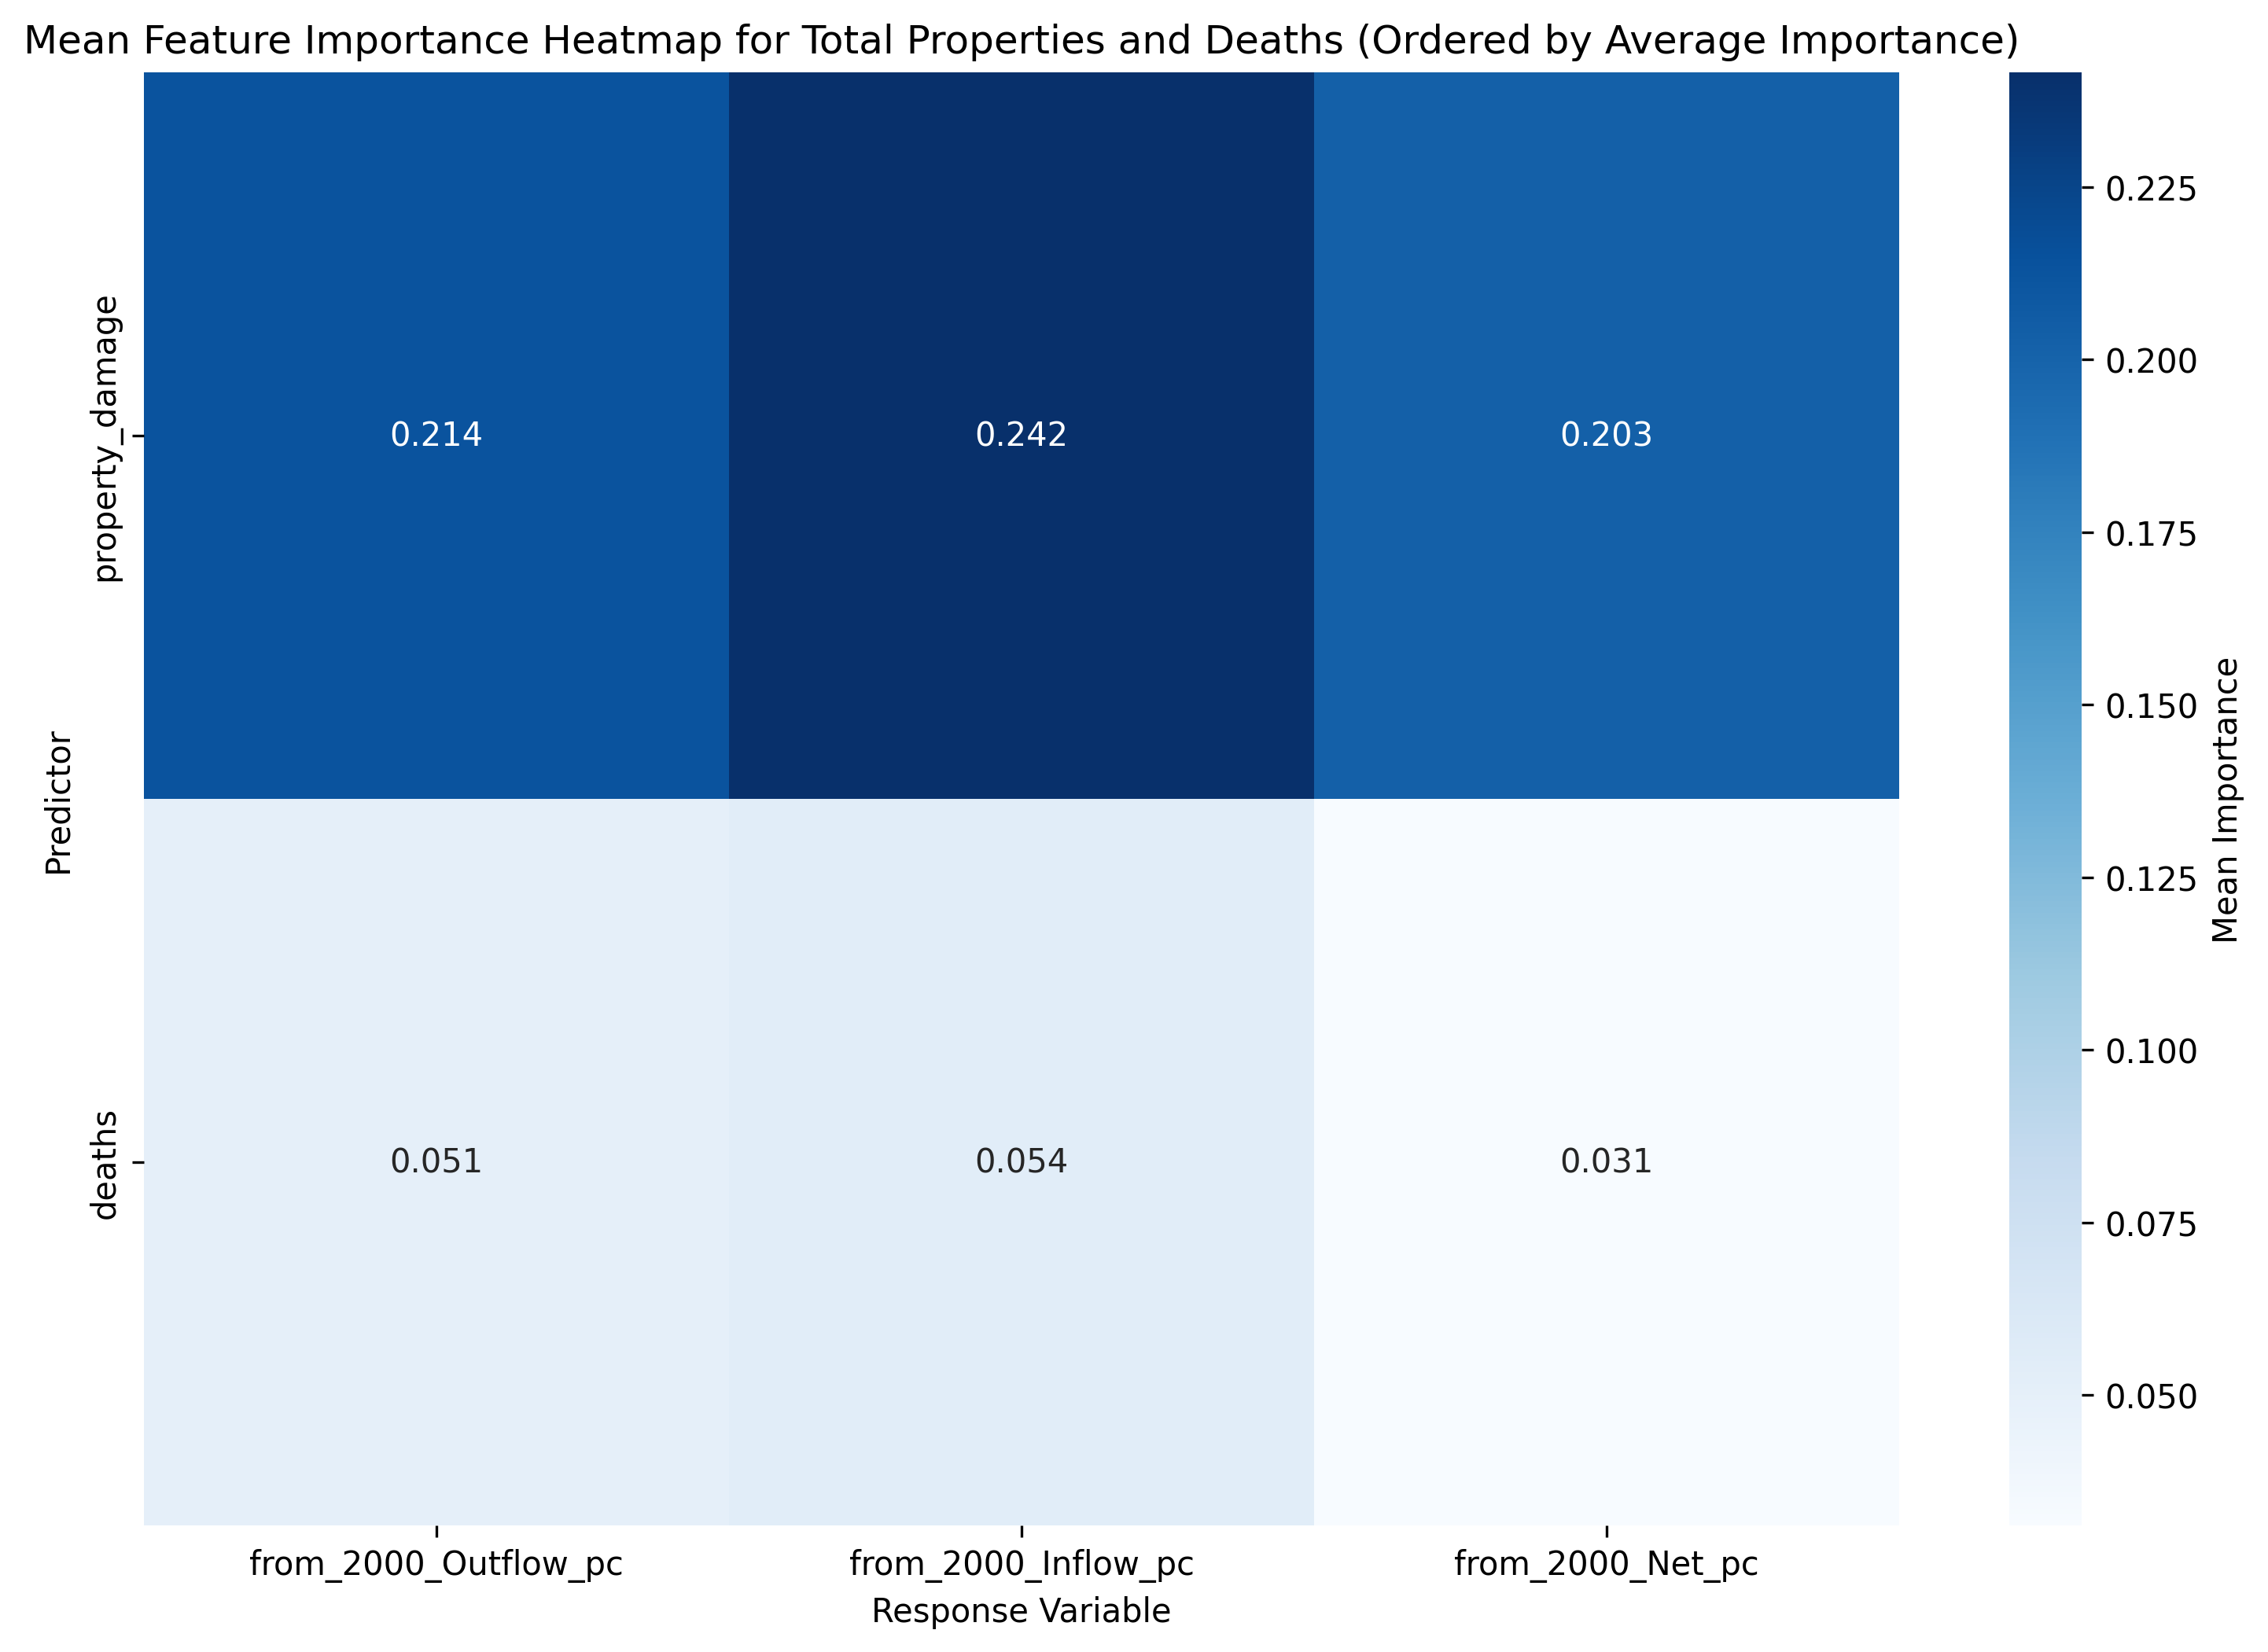 Mean Feature Importance Heatmap for Total Properties and Deaths (Ordered by Average Importance)
Predictor
property_damage
0.214 0.242 0.203
deaths
0.051 0.054 0.031
from_2000_Outflow_pc from_2000_Inflow_pc from_2000_Net_pc
Response Variable
0.225
0.200
0.175
0.150
0.125
0.100
0.075
0.050
Mean Importance